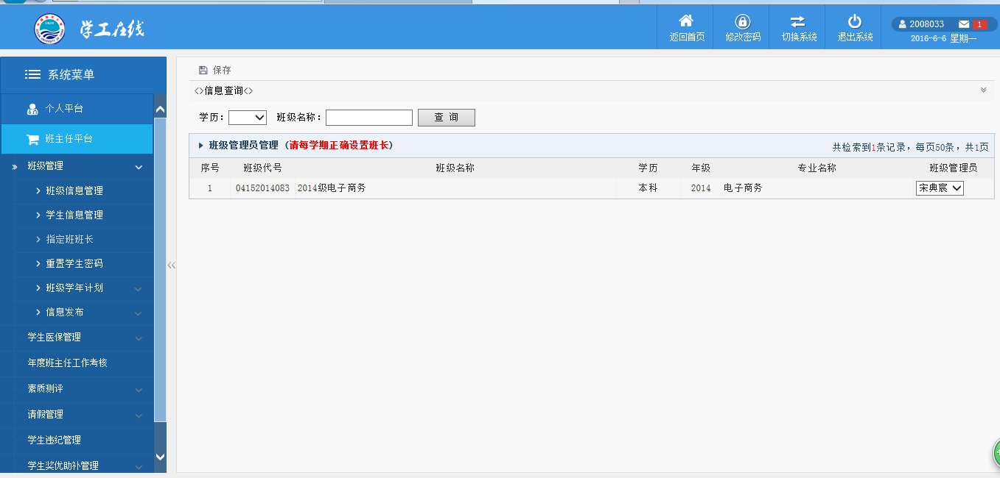 学工在线
返回首页
修改密码
切换系统
退出系统
2008033 1
2016-6-6 星期一
系统菜单
个人平台
班主任平台
班级管理
班级信息管理
学生信息管理
指定班班长
重置学生密码
班级学年计划
信息发布
学生医保管理
年度班主任工作考核
素质测评
请假管理
学生违纪管理
学生奖优助补管理
保存
<>信息查询<>
学历： 班级名称： 查 询
班级管理员管理（请每学期正确设置班长） 共检索到1条记录，每页50条，共1页
序号 班级代号 班级名称 学历 年级 专业名称 班级管理员
1 04152014083 2014级电子商务 本科 2014 电子商务 宋典宸